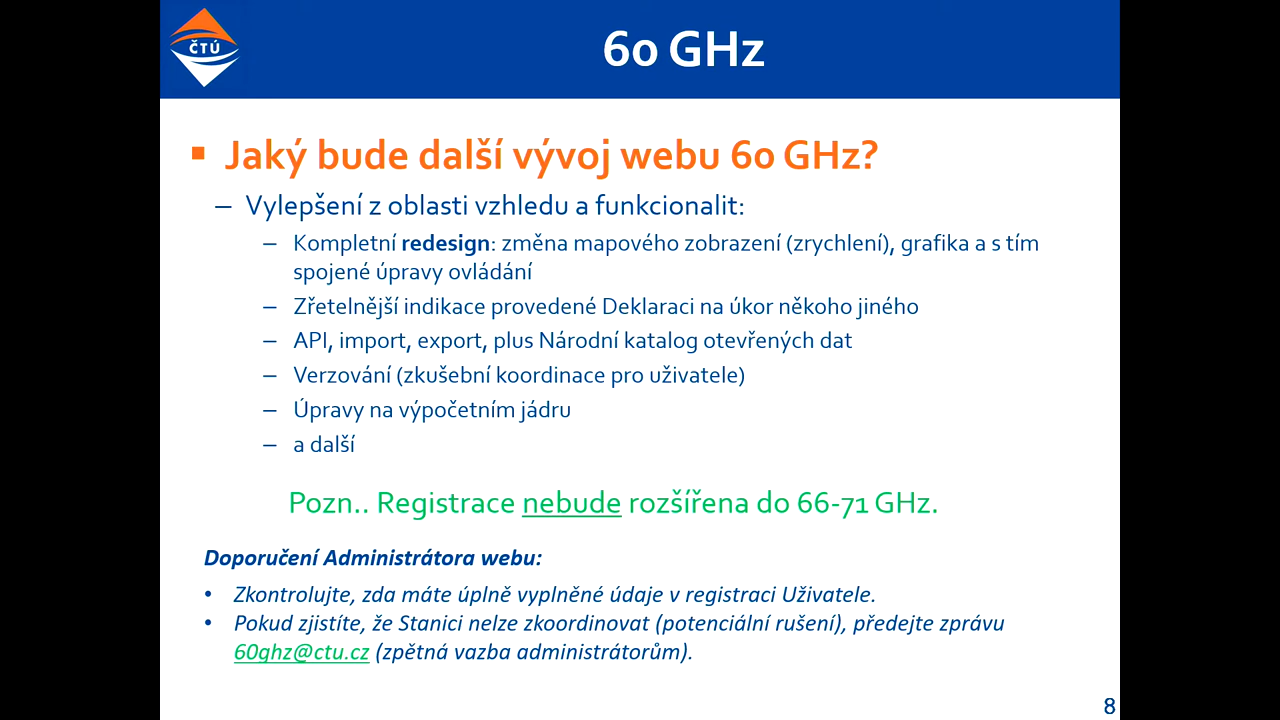 ČTÚ
60 GHz
▪ Jaký bude další vývoj webu 60 GHz?
– Vylepšení z oblasti vzhledu a funkcionalit:
– Kompletní redesign: změna mapového zobrazení (zrychlení), grafika a s tím
spojené úpravy ovládání
– Zřetelnější indikace provedené Deklaraci na úkor někoho jiného
– API, import, export, plus Národní katalog otevřených dat
– Verzování (zkušební koordinace pro uživatele)
– Úpravy na výpočetním jádru
– a další
Pozn.. Registrace nebude rozšířena do 66-71 GHz.
Doporučení Administrátora webu:
• Zkontrolujte, zda máte úplně vyplněné údaje v registraci Uživatele.
• Pokud zjistíte, že Stanici nelze zkoordinovat (potenciální rušení), předejte zprávu
60ghz@ctu.cz (zpětná vazba administrátorům).
8